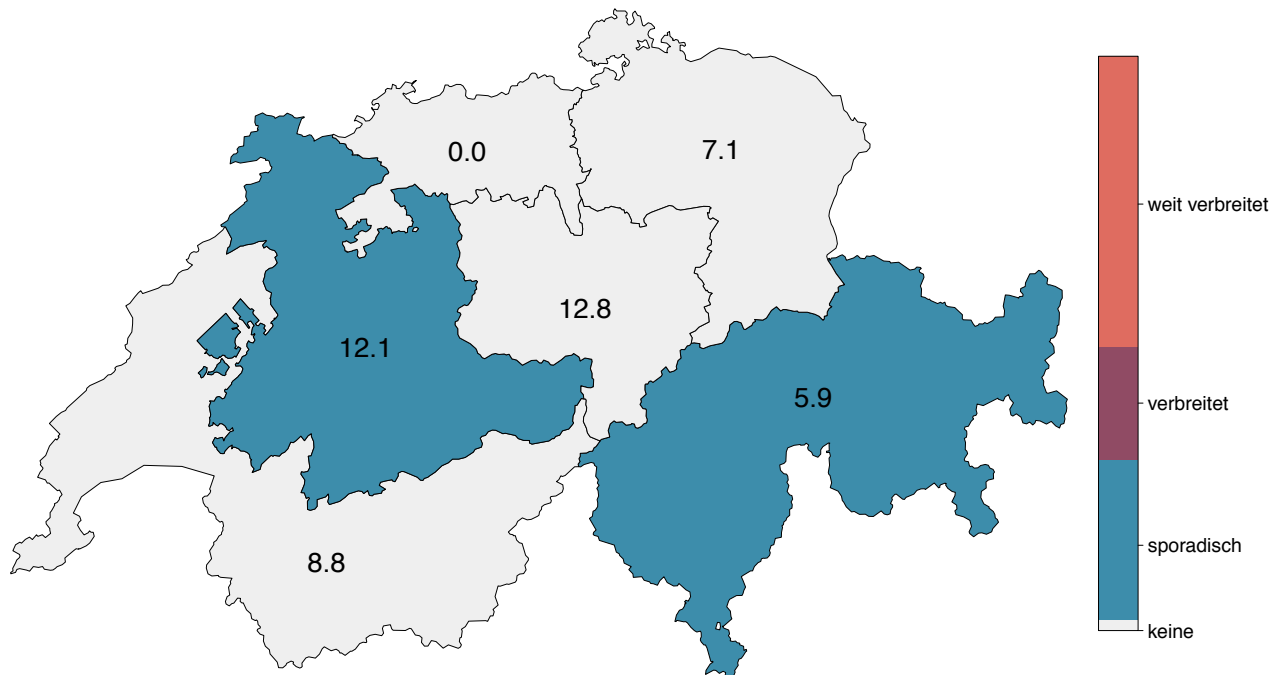 0.0
7.1
12.8
12.1
5.9
8.8
weit verbreitet
verbreitet
sporadisch
keine